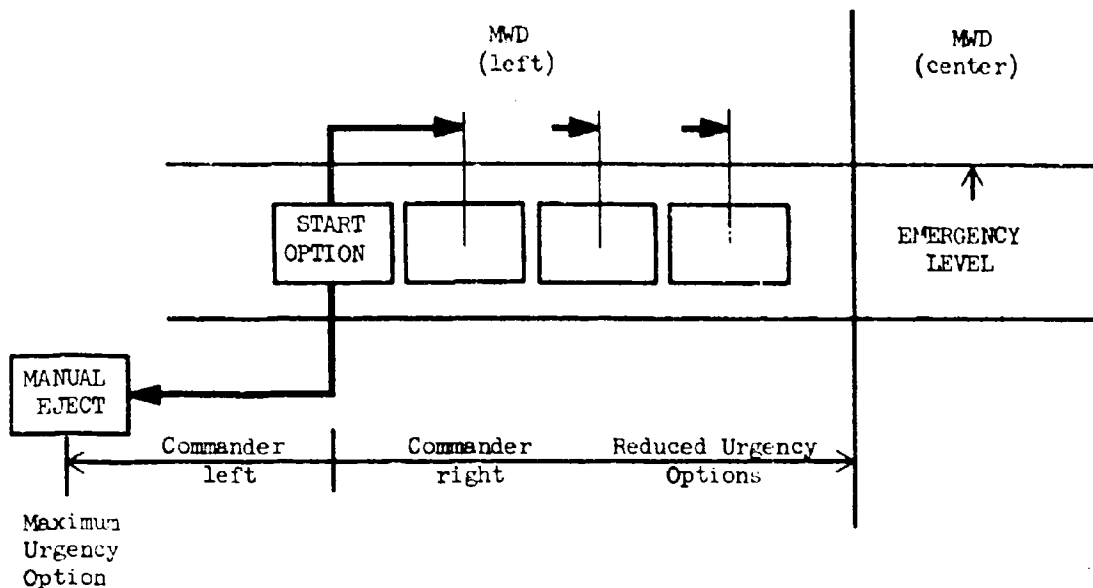 MWD
(left)
MWD
(center)
START
OPTION
EMERGENCY
LEVEL
MANUAL
EJECT
Commander
left
Commander
right
Reduced Urgency
Options
Maximum
Urgency
Option